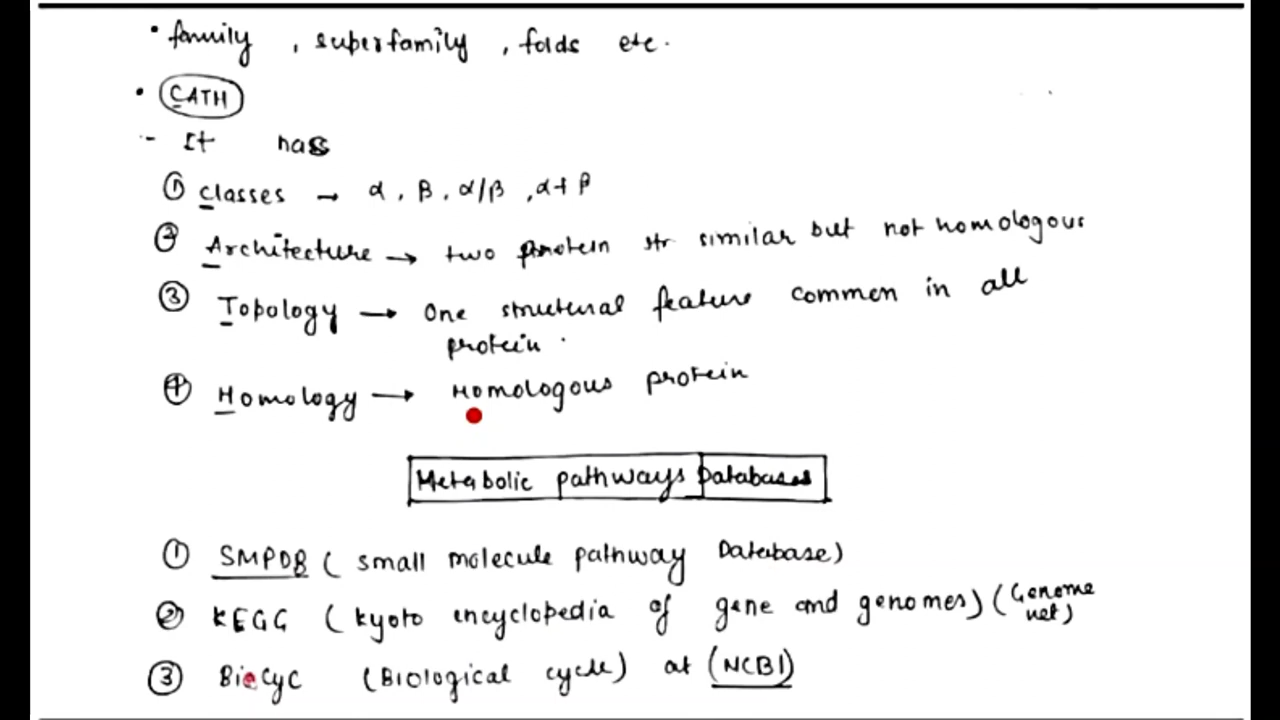 • family , superfamily , folds etc.
• CATH
- It has
① Classes → α , β , α/β , α+β
② Architecture → two protein str similar but not homologous
③ Topology → One structural feature common in all
protein .
④ Homology → Homologous protein
Metabolic pathways Databases
① SMPDB ( small molecule pathway Database)
② KEGG ( kyoto encyclopedia of gene and genomes) (Genome
net)
③ BioCyc (Biological cycle) at (NCBI)